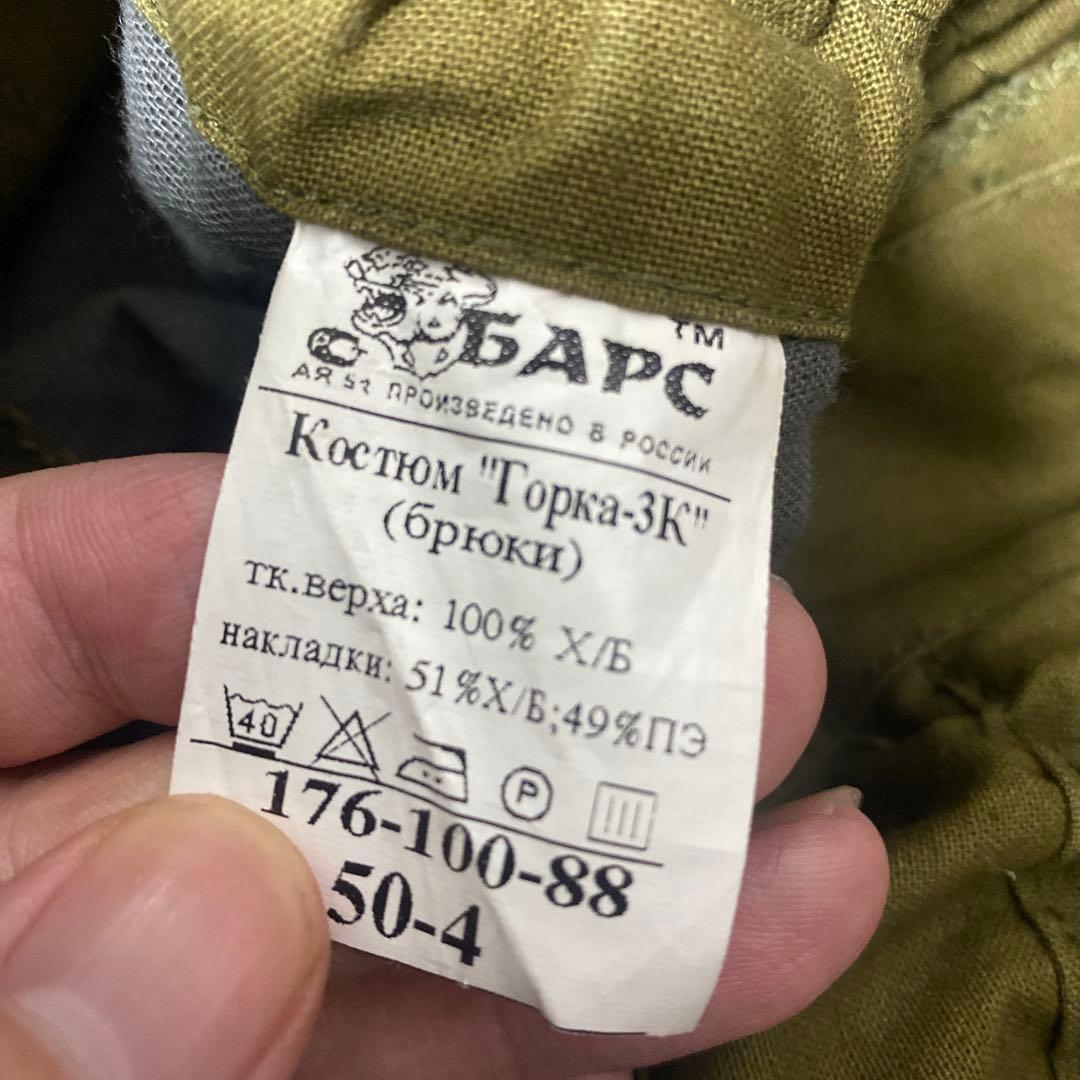 БАРС ™
ПРОИЗВЕДЕНО В РОССИИ
Костюм "Горка-3К"
(брюки)
тк.верха: 100% Х/Б
накладки: 51%Х/Б;49%ПЭ
40 P
176-100-88
50-4